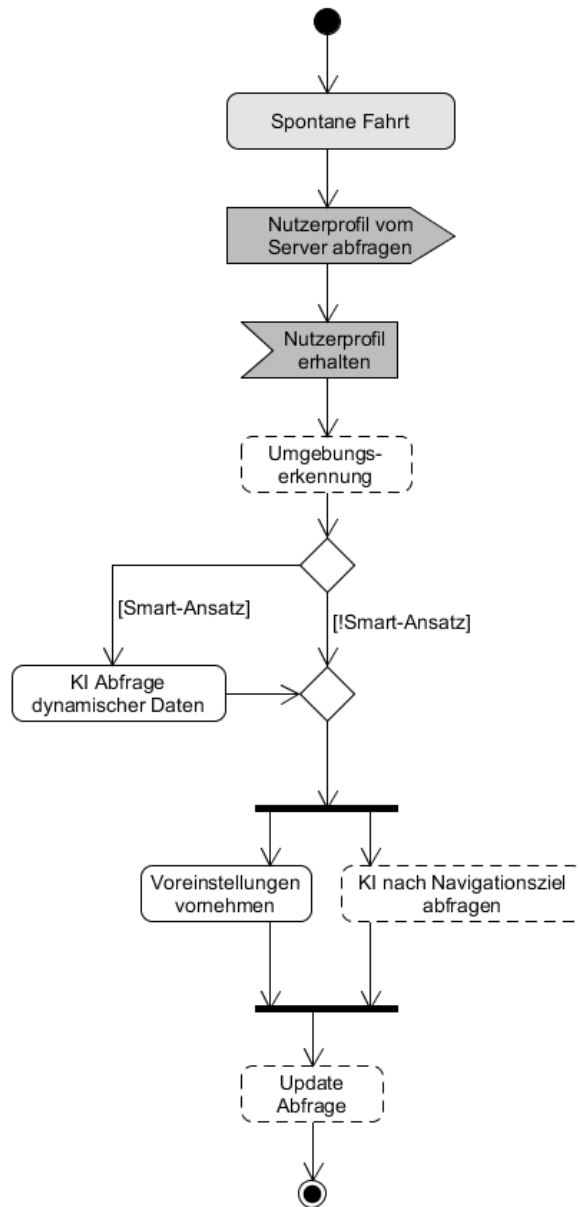 Spontane Fahrt
Nutzerprofil vom
Server abfragen
Nutzerprofil
erhalten
Umgebungs-
erkennung
[Smart-Ansatz]
[!Smart-Ansatz]
KI Abfrage
dynamischer Daten
Voreinstellungen
vornehmen
KI nach Navigationsziel
abfragen
Update
Abfrage